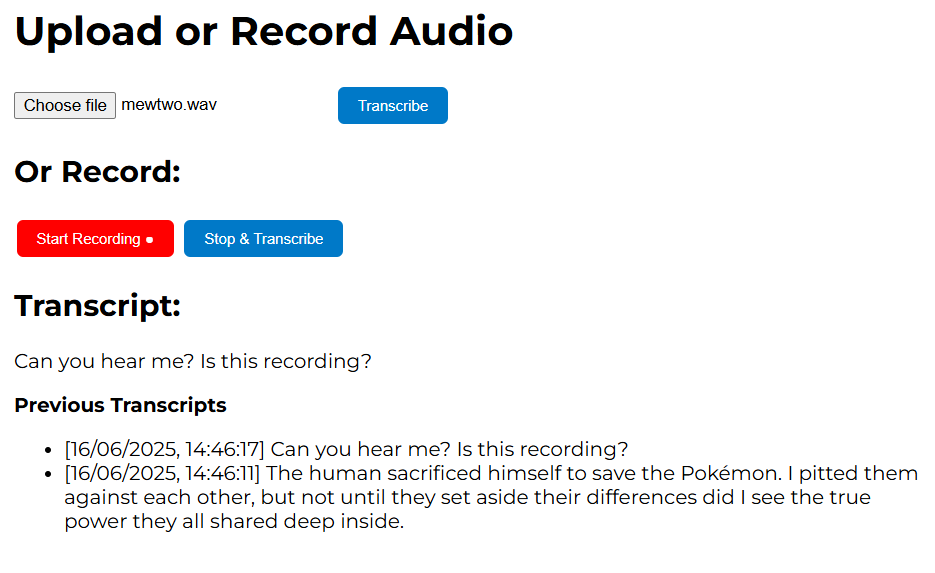 Upload or Record Audio
Choose file mewtwo.wav Transcribe
Or Record:
Start Recording ● Stop & Transcribe
Transcript:
Can you hear me? Is this recording?
Previous Transcripts
• [16/06/2025, 14:46:17] Can you hear me? Is this recording?
• [16/06/2025, 14:46:11] The human sacrificed himself to save the Pokémon. I pitted them
against each other, but not until they set aside their differences did I see the true
power they all shared deep inside.